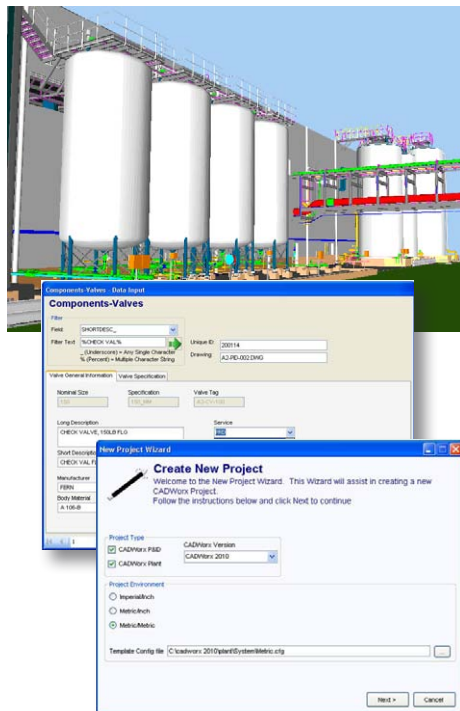 Components-Valves - Data Input
Components-Valves
Filter
Field: SHORTDESC_
Filter Text: %CHECK VAL%
_ (Underscore) = Any Single Character
% (Percent) = Multiple Character String
Unique ID: 200114
Drawing: A2-PID-002.DWG
Valve General Information Valve Specification
Nominal Size Specification Valve Tag
Long Description Service
CHECK VALVE, 150LB FLG
Short Descripti
CHECK VAL FL
Manufacturer
FERN
Body Material
A 106-B
New Project Wizard
Create New Project
Welcome to the New Project Wizard. This Wizard will assist in creating a new
CADWorx Project.
Follow the instructions below and click Next to continue
Project Type
CADWorx P&ID CADWorx Version
CADWorx Plant CADWorx 2010
Project Environment
Imperial/Inch
Metric/Inch
Metric/Metric
Template Config file C:\cadworx 2010\plant\System\Metric.cfg ...
Next > Cancel